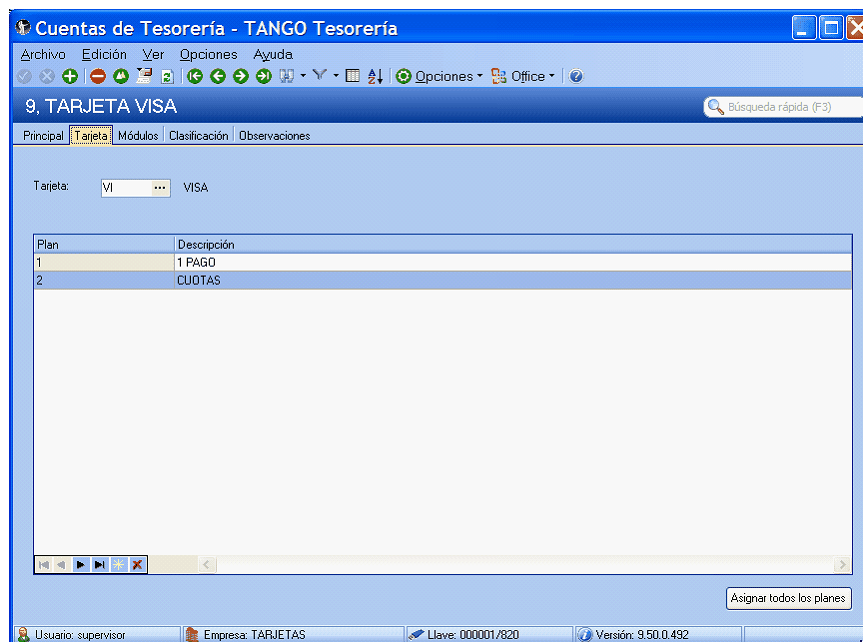 Cuentas de Tesorería - TANGO Tesorería
Archivo Edición Ver Opciones Ayuda
Opciones Office
9, TARJETA VISA
Búsqueda rápida (F3)
Principal Tarjeta Módulos Clasificación Observaciones
Tarjeta: VI ... VISA
Plan Descripción
1 1 PAGO
2 CUOTAS
Asignar todos los planes
Usuario: supervisor Empresa: TARJETAS Llave: 000001/820 Versión: 9.50.0.492